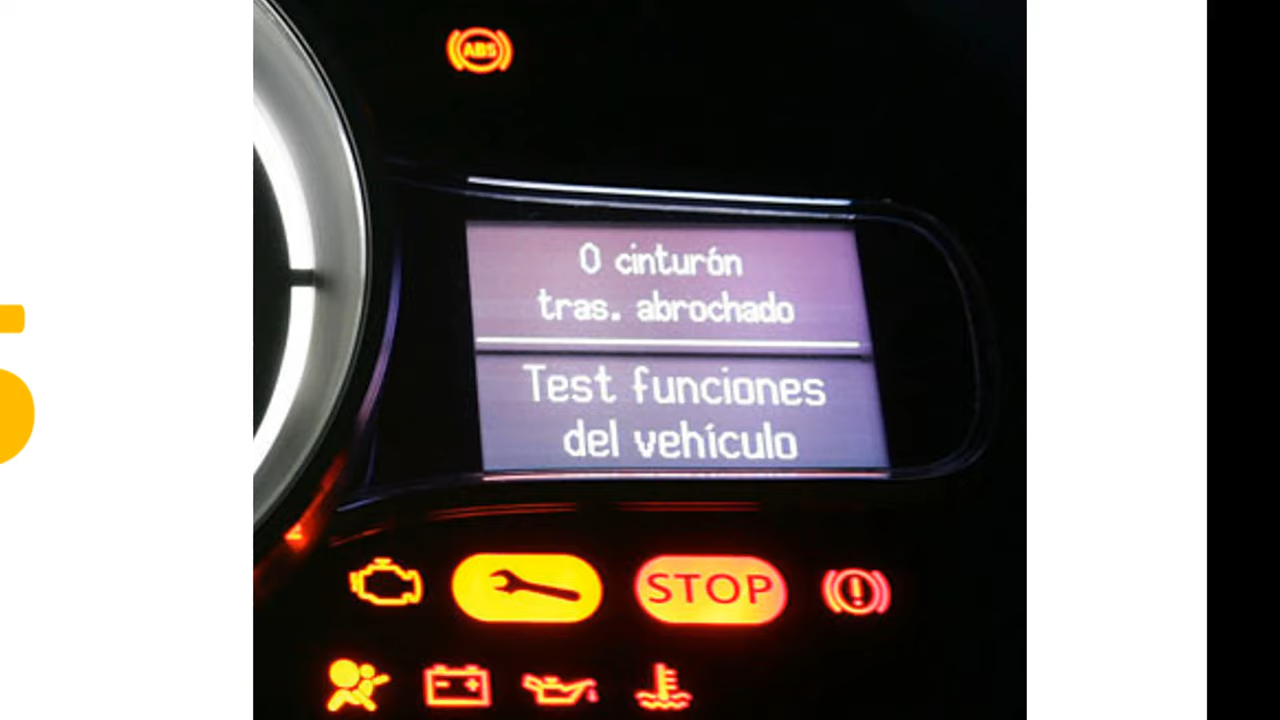 ABS
0 cinturón
tras. abrochado
Test funciones
del vehículo
STOP